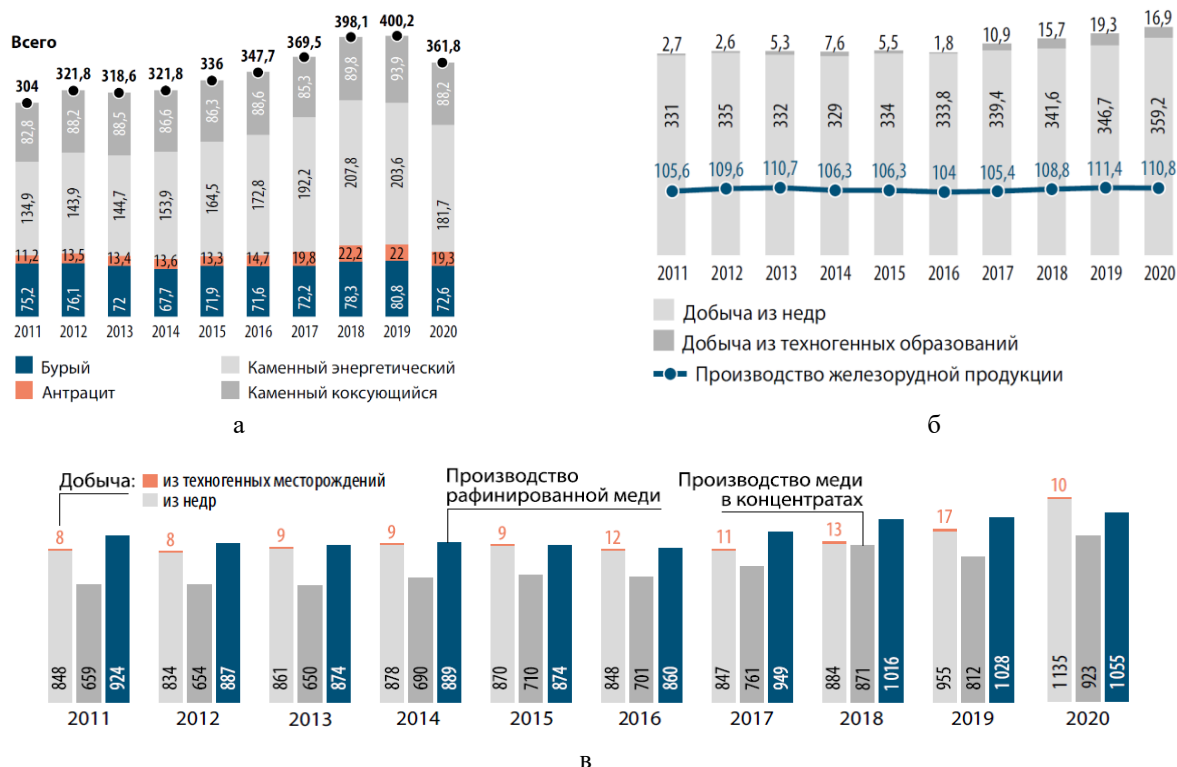 Всего
304 321,8 318,6 321,8 336 347,7 369,5 398,1 400,2 361,8
82,8 88,2 88,5 86,6 86,3 88,6 85,3 89,8 93,9 88,2
134,9 143,9 144,7 153,9 164,5 172,8 192,2 207,8 203,6 181,7
11,2 13,5 13,4 13,6 13,3 14,7 19,8 22,2 22 19,3
75,2 76,1 72 67,7 71,9 71,6 72,2 78,3 80,8 72,6
2011 2012 2013 2014 2015 2016 2017 2018 2019 2020
Бурый
Каменный энергетический
Антрацит
Каменный коксующийся
а
2,7 2,6 5,3 7,6 5,5 1,8 10,9 15,7 19,3 16,9
331 335 332 329 334 333,8 339,4 341,6 346,7 359,2
105,6 109,6 110,7 106,3 106,3 104 105,4 108,8 111,4 110,8
2011 2012 2013 2014 2015 2016 2017 2018 2019 2020
Добыча из недр
Добыча из техногенных образований
Производство железорудной продукции
б
Добыча:
из техногенных месторождений
из недр
Производство
рафинированной меди
Производство меди
в концентратах
8 8 9 9 9 12 11 13 17 10
848 659 924
834 654 887
861 650 874
878 690 889
870 710 874
848 701 860
847 761 949
884 871 1 016
955 812 1 028
1 135 923 1 055
2011 2012 2013 2014 2015 2016 2017 2018 2019 2020
в